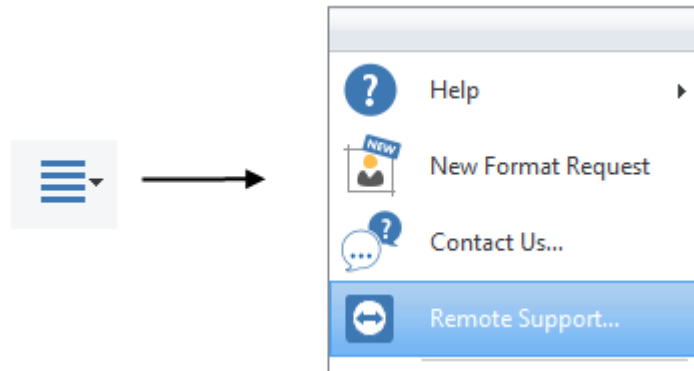 ?
Help
NEW
New Format Request
?
Contact Us...
Remote Support...